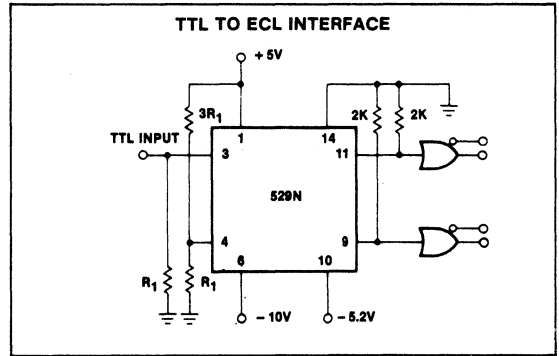 TTL TO ECL INTERFACE
+ 5V
3R1
2K 2K
TTL INPUT
1 14
3 11
529N
4 9
6 10
R1 R1
– 10V – 5.2V